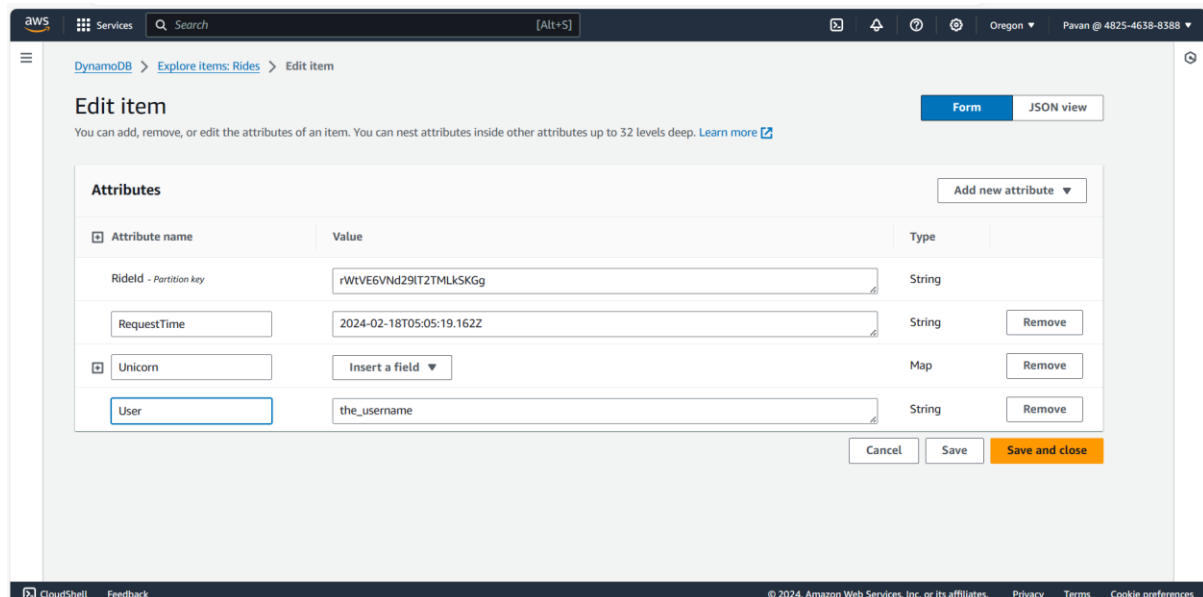 aws Services Search [Alt+S] Oregon Pavan @ 4825-4638-8388
DynamoDB > Explore items: Rides > Edit item
Edit item
Form JSON view
You can add, remove, or edit the attributes of an item. You can nest attributes inside other attributes up to 32 levels deep. Learn more
Attributes
Add new attribute
Attribute name Value Type
RideId - Partition key rWtVE6VNd29lT2TMLkSKGg String
RequestTime 2024-02-18T05:05:19.162Z String Remove
Unicorn Insert a field Map Remove
User the_username String Remove
Cancel Save Save and close
CloudShell Feedback © 2024, Amazon Web Services, Inc. or its affiliates. Privacy Terms Cookie preferences